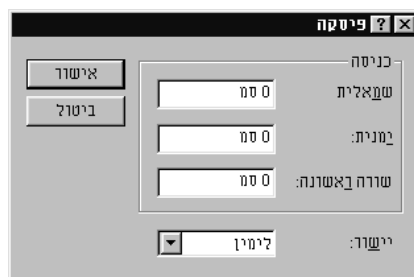 פיסקה
כניסה
שמאלית
0 סמ
ימנית:
0 סמ
שורה ראשונה:
0 סמ
יישור:
לימין
אישור
ביטול